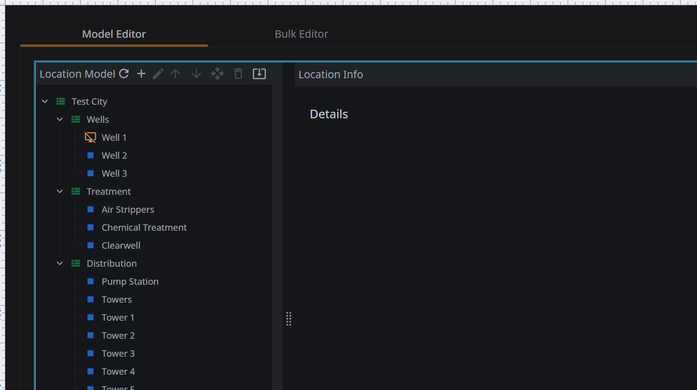 Model Editor
Bulk Editor
Location Model
Location Info
Details
Test City
Wells
Well 1
Well 2
Well 3
Treatment
Air Strippers
Chemical Treatment
Clearwell
Distribution
Pump Station
Towers
Tower 1
Tower 2
Tower 3
Tower 4
Tower 5